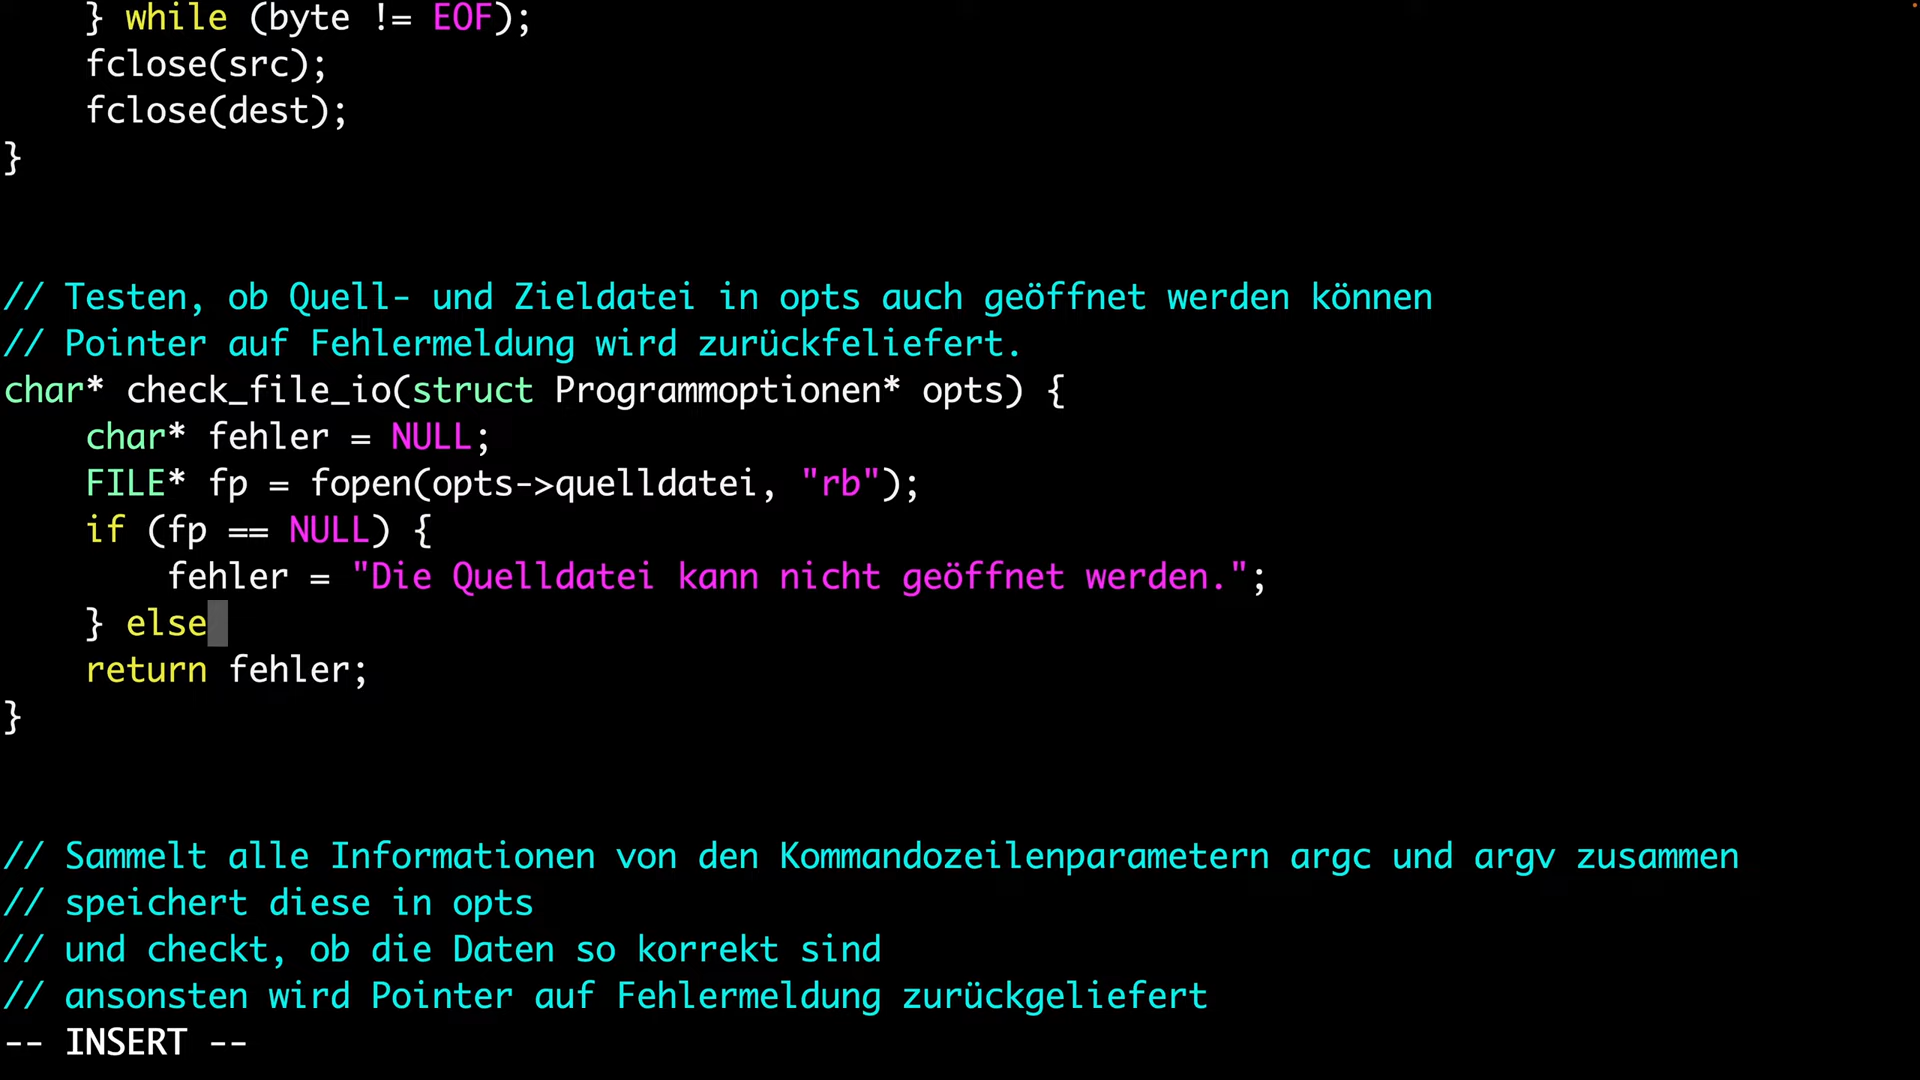 } while (byte != EOF);
fclose(src);
fclose(dest);
}
// Testen, ob Quell- und Zieldatei in opts auch geöffnet werden können
// Pointer auf Fehlermeldung wird zurückfeliefert.
char* check_file_io(struct Programmoptionen* opts) {
char* fehler = NULL;
FILE* fp = fopen(opts->quelldatei, "rb");
if (fp == NULL) {
fehler = "Die Quelldatei kann nicht geöffnet werden.";
} else
return fehler;
}
// Sammelt alle Informationen von den Kommandozeilenparametern argc und argv zusammen
// speichert diese in opts
// und checkt, ob die Daten so korrekt sind
// ansonsten wird Pointer auf Fehlermeldung zurückgeliefert
-- INSERT --